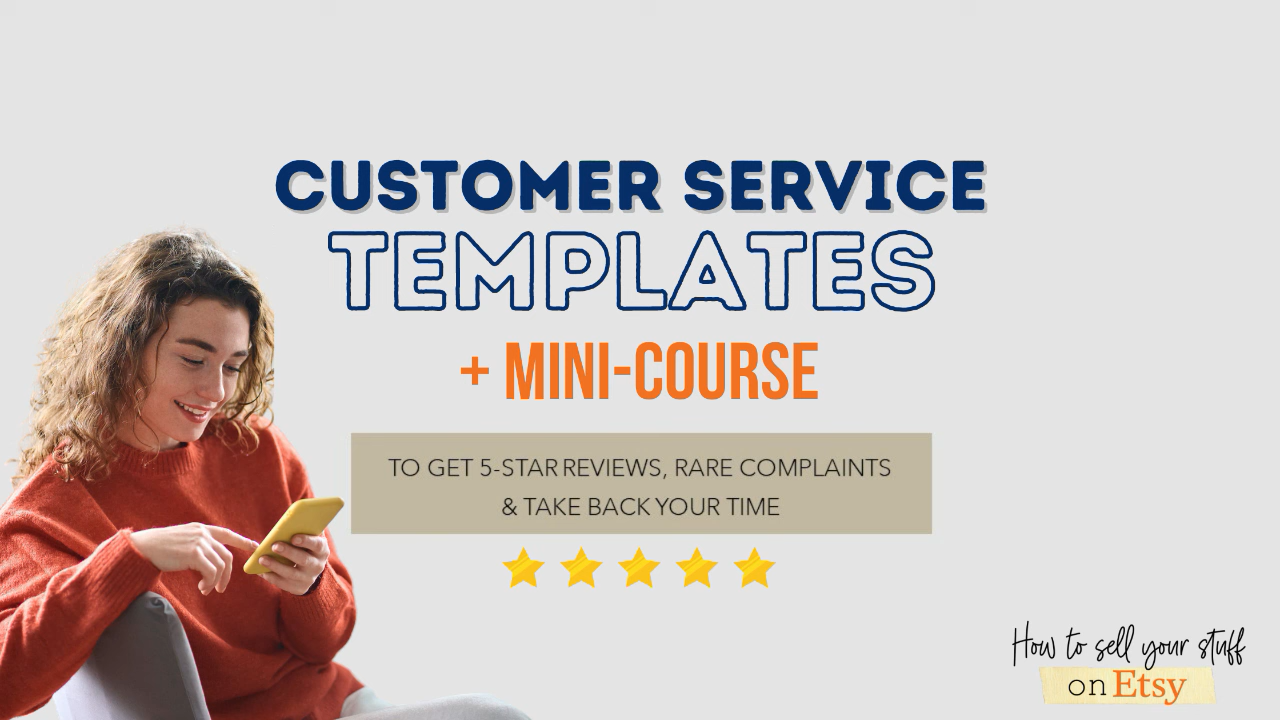 CUSTOMER SERVICE
TEMPLATES
+ MINI-COURSE
TO GET 5-STAR REVIEWS, RARE COMPLAINTS
& TAKE BACK YOUR TIME
How to sell your stuff
on Etsy